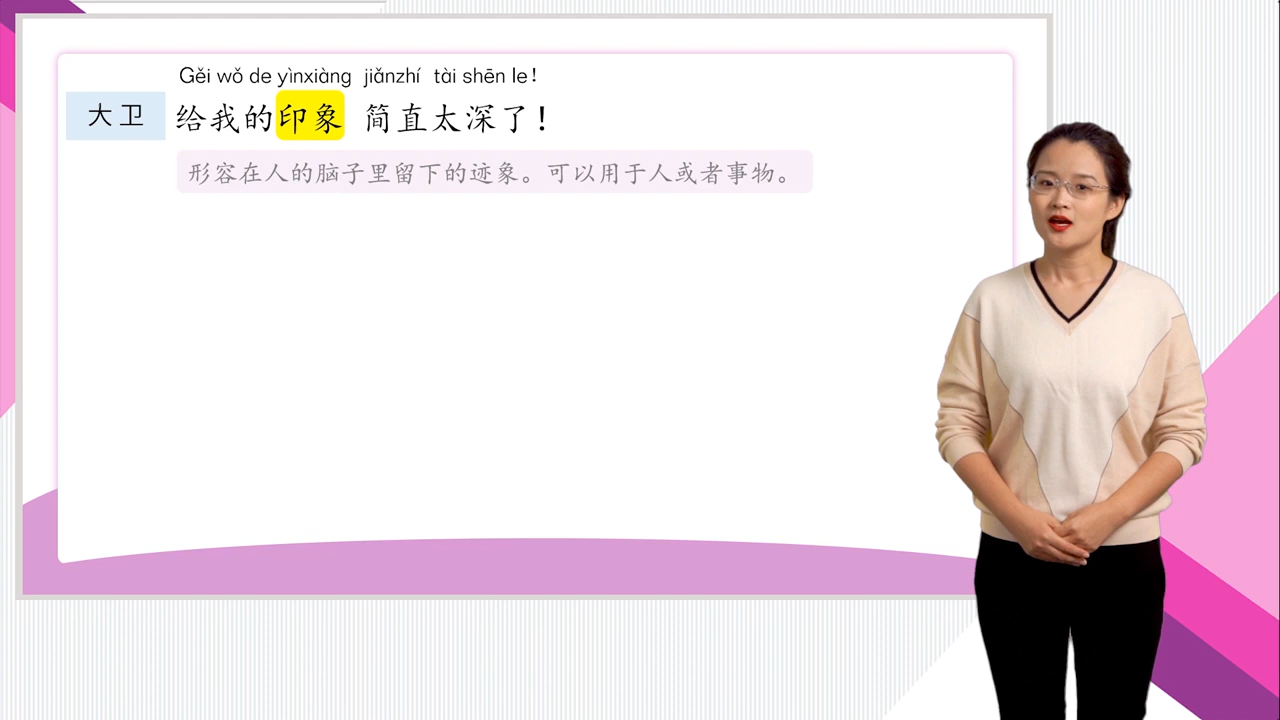 Gěi wǒ de yìnxiàng jiǎnzhí tài shēn le!
大卫 给我的印象 简直太深了!
形容在人的脑子里留下的迹象。可以用于人或者事物。